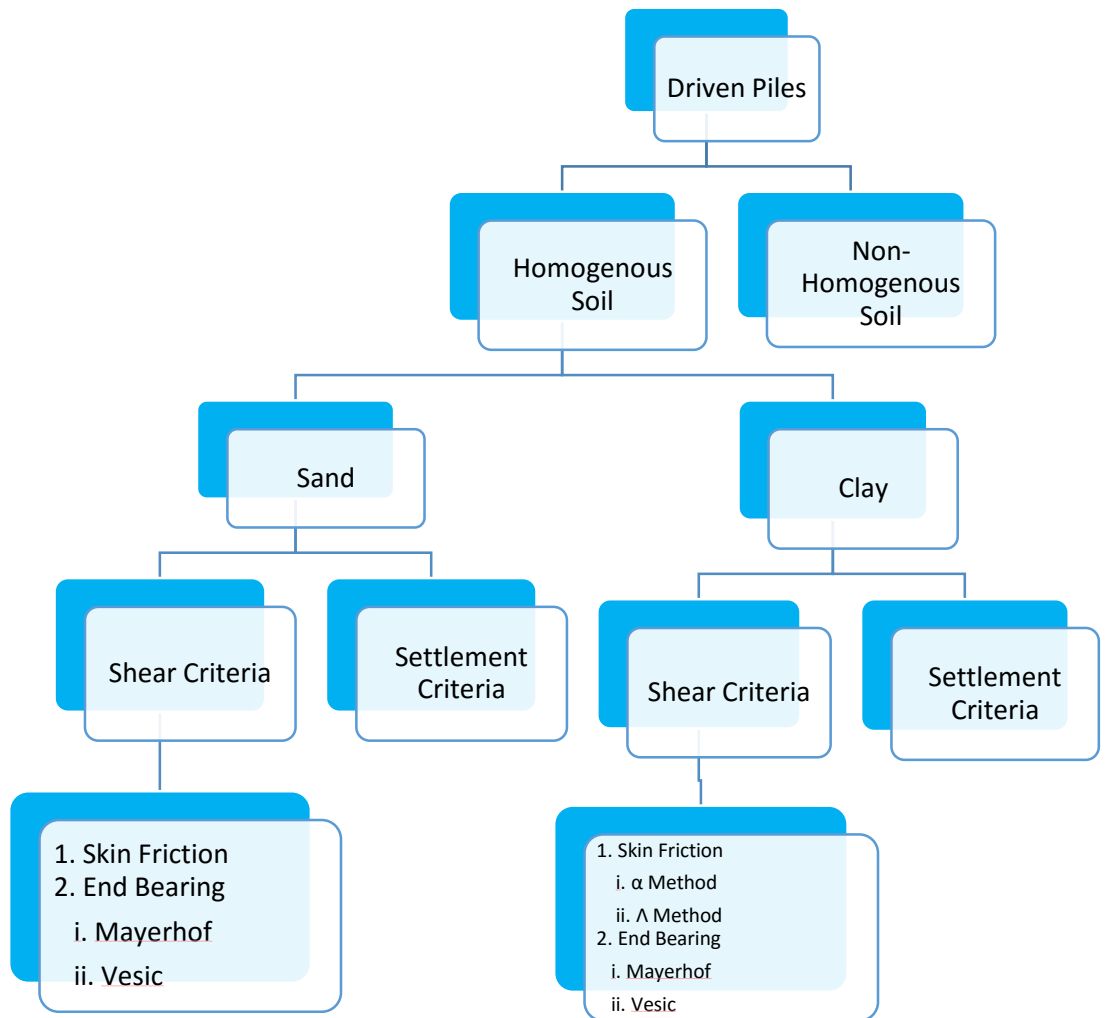 Driven Piles
Homogenous
Soil
Non-
Homogenous
Soil
Sand
Clay
Shear Criteria
Settlement
Criteria
Shear Criteria
Settlement
Criteria
1. Skin Friction
2. End Bearing
i. Mayerhof
ii. Vesic
1. Skin Friction
i. α Method
ii. Λ Method
2. End Bearing
i. Mayerhof
ii. Vesic